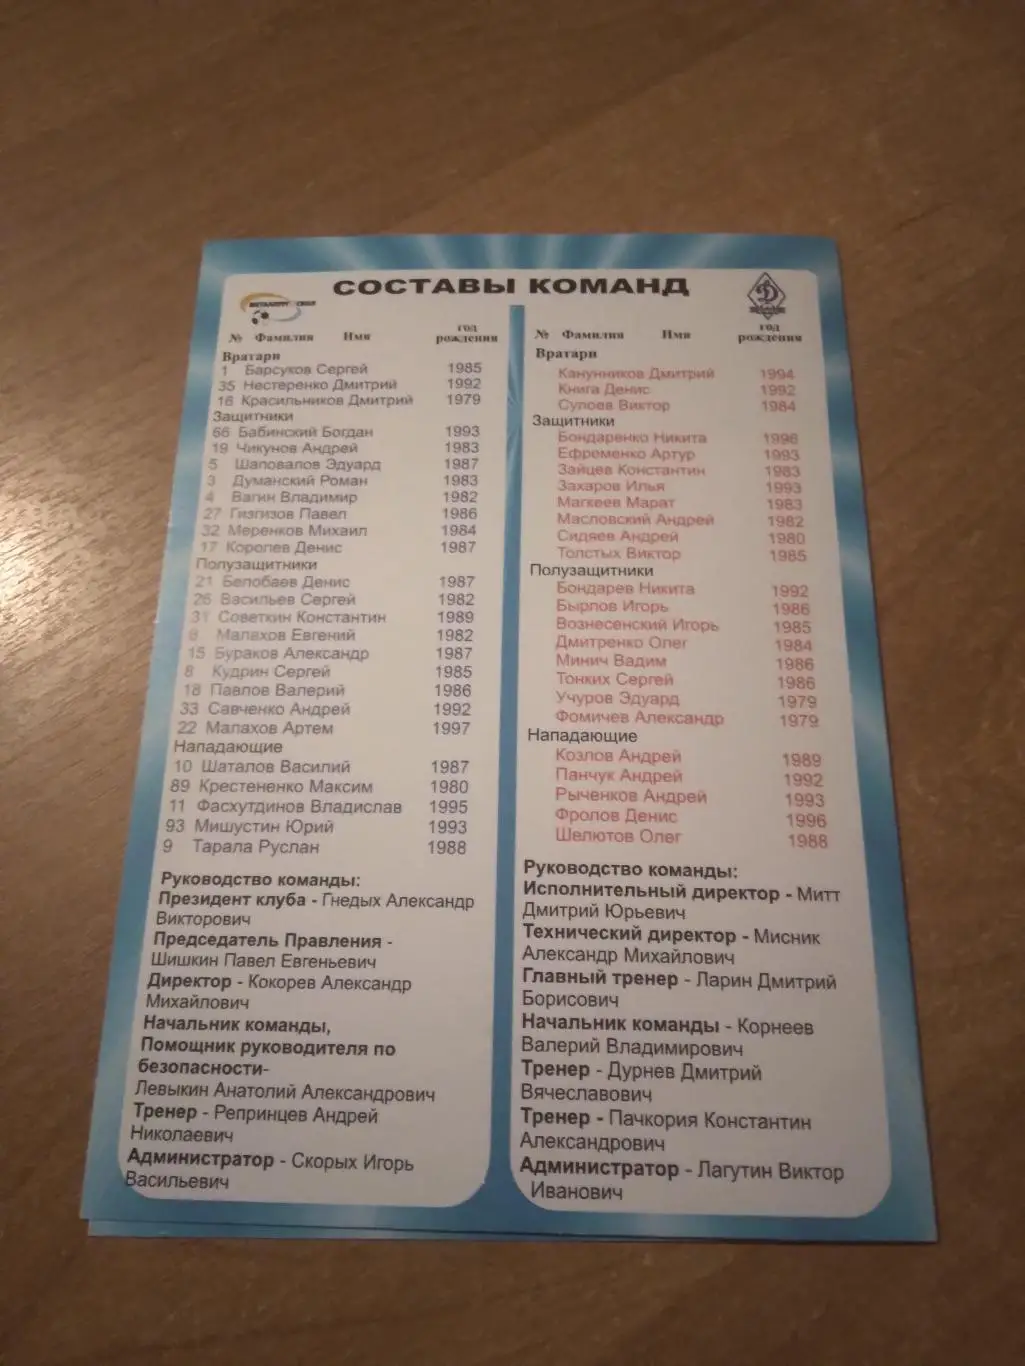 СОСТАВЫ КОМАНД
№ Фамилия Имя год рождения
Вратари
1 Барсуков Сергей 1985
35 Нестеренко Дмитрий 1992
16 Красильников Дмитрий 1979
Защитники
66 Бабинский Богдан 1993
19 Чикунов Андрей 1983
5 Шаповалов Эдуард 1987
3 Думанский Роман 1983
4 Вагин Владимир 1982
27 Гизгизов Павел 1986
32 Меренков Михаил 1984
17 Королев Денис 1987
Полузащитники
21 Белобаев Денис 1987
26 Васильев Сергей 1982
31 Советкин Константин 1989
6 Малахов Евгений 1982
15 Бураков Александр 1987
8 Кудрин Сергей 1985
18 Павлов Валерий 1986
33 Савченко Андрей 1992
22 Малахов Артем 1997
Нападающие
10 Шаталов Василий 1987
89 Крестененко Максим 1980
11 Фасхутдинов Владислав 1995
93 Мишустин Юрий 1993
9 Тарала Руслан 1988
Руководство команды:
Президент клуба - Гнедых Александр
Викторович
Председатель Правления -
Шишкин Павел Евгеньевич
Директор - Кокорев Александр
Михайлович
Начальник команды,
Помощник руководителя по
безопасности-
Левыкин Анатолий Александрович
Тренер - Репринцев Андрей
Николаевич
Администратор - Скорых Игорь
Васильевич
№ Фамилия Имя год рождения
Вратари
Канунников Дмитрий 1994
Книга Денис 1992
Сулоев Виктор 1984
Защитники
Бондаренко Никита 1996
Ефременко Артур 1993
Зайцев Константин 1983
Захаров Илья 1993
Магкеев Марат 1983
Масловский Андрей 1982
Сидяев Андрей 1980
Толстых Виктор 1985
Полузащитники
Бондарев Никита 1992
Бырлов Игорь 1986
Вознесенский Игорь 1985
Дмитренко Олег 1984
Минич Вадим 1986
Тонких Сергей 1986
Учуров Эдуард 1979
Фомичев Александр 1979
Нападающие
Козлов Андрей 1989
Панчук Андрей 1992
Рыченков Андрей 1993
Фролов Денис 1996
Шелютов Олег 1988
Руководство команды:
Исполнительный директор - Митт
Дмитрий Юрьевич
Технический директор - Мисник
Александр Михайлович
Главный тренер - Ларин Дмитрий
Борисович
Начальник команды - Корнеев
Валерий Владимирович
Тренер - Дурнев Дмитрий
Вячеславович
Тренер - Пачкория Константин
Александрович
Администратор - Лагутин Виктор
Иванович